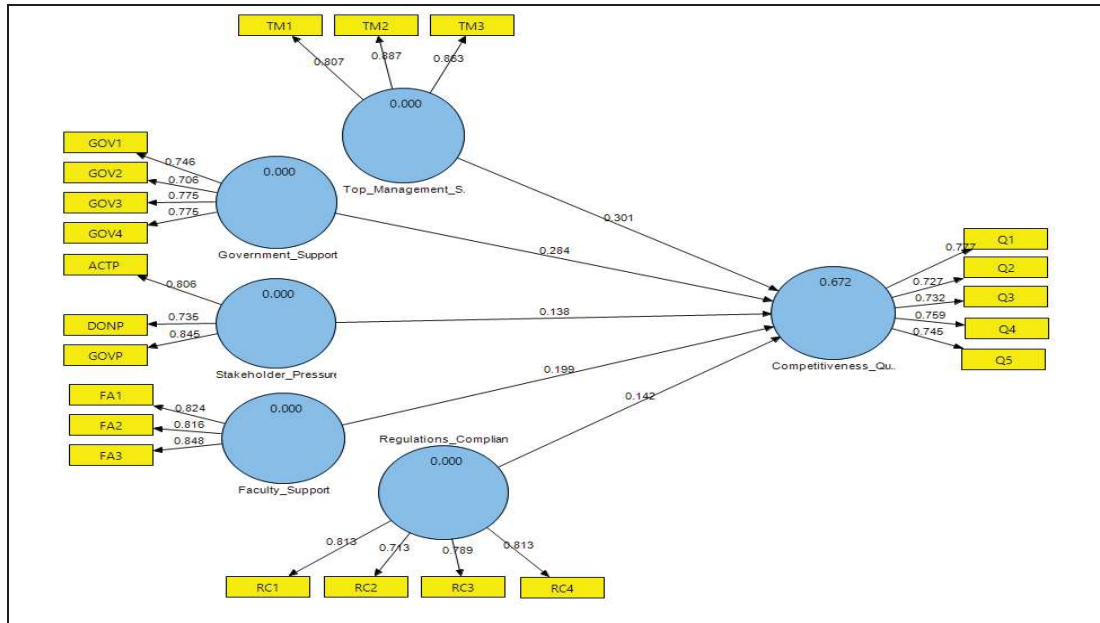 TM1
TM2
TM3
0.807
0.887
0.863
0.000
Top_Management_S.
GOV1
GOV2
GOV3
GOV4
0.746
0.706
0.775
0.775
0.000
Government_Support
ACTP
DONP
GOVP
0.806
0.735
0.845
0.000
Stakeholder_Pressure
FA1
FA2
FA3
0.824
0.816
0.848
0.000
Faculty_Support
Regulations_Complian
0.000
0.813
0.713
0.789
0.813
RC1
RC2
RC3
RC4
0.301
0.284
0.138
0.199
0.142
0.672
Competitiveness_Qu..
0.777
0.727
0.732
0.759
0.745
Q1
Q2
Q3
Q4
Q5